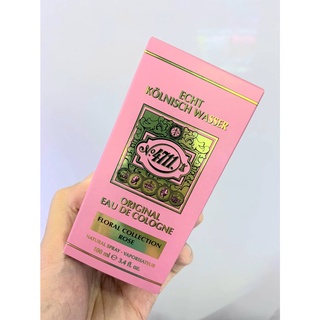 ECHT
KÖLNISCH WASSER
Nº 4711.
ORIGINAL
EAU DE COLOGNE
FLORAL COLLECTION
ROSE
NATURAL SPRAY - VAPORISATEUR
100 ml ℮ 3.4 fl. oz.